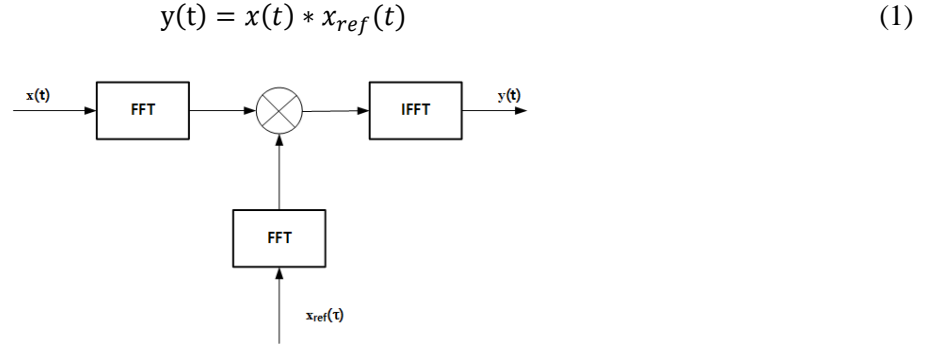 y(t) = x(t) ∗ x_ref(t) (1)
x(t)
FFT
IFFT
y(t)
FFT
x_ref(τ)